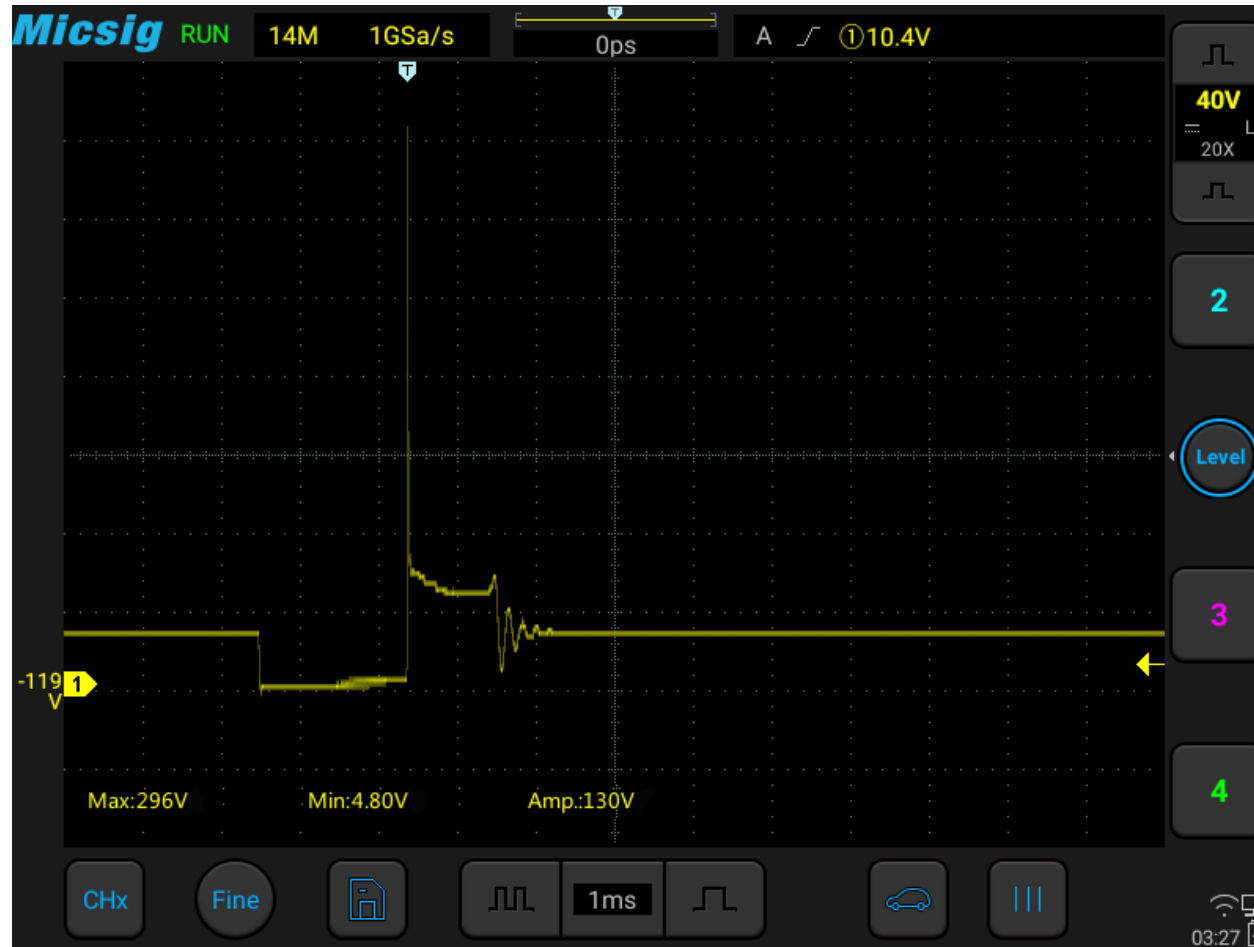 Micsig RUN 14M 1GSa/s T 0ps A ①10.4V
T
40V
20X
2
Level
3
-119 1
V
4
Max:296V Min:4.80V Amp.:130V
CHx Fine 1ms
03:27